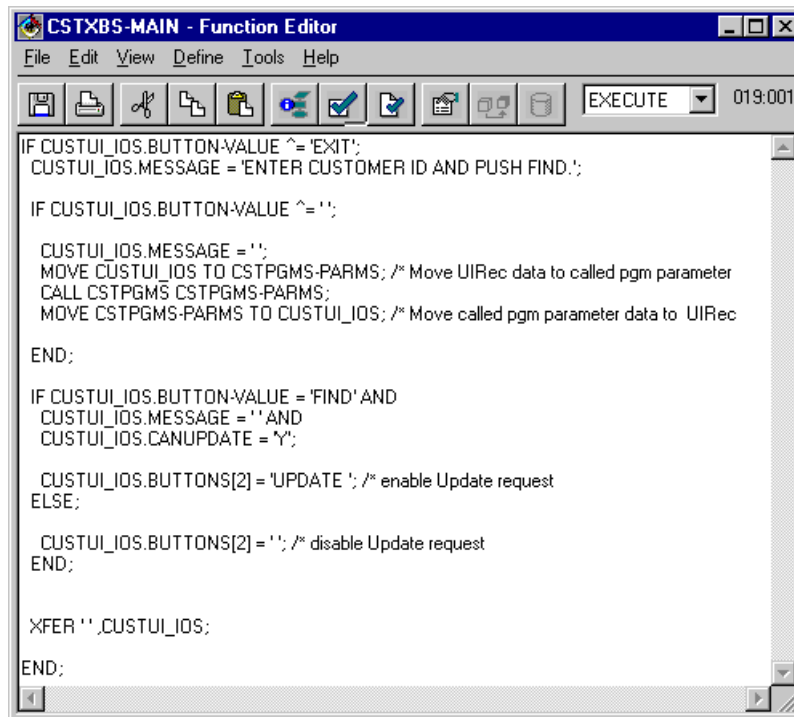 CSTXBS-MAIN - Function Editor
File Edit View Define Tools Help
EXECUTE 019:001
IF CUSTUI_IOS.BUTTON-VALUE ^= 'EXIT';
CUSTUI_IOS.MESSAGE = 'ENTER CUSTOMER ID AND PUSH FIND.';
IF CUSTUI_IOS.BUTTON-VALUE ^= ' ';
CUSTUI_IOS.MESSAGE = ' ';
MOVE CUSTUI_IOS TO CSTPGMS-PARMS; /* Move UIRec data to called pgm parameter
CALL CSTPGMS CSTPGMS-PARMS;
MOVE CSTPGMS-PARMS TO CUSTUI_IOS; /* Move called pgm parameter data to UIRec
END;
IF CUSTUI_IOS.BUTTON-VALUE = 'FIND' AND
CUSTUI_IOS.MESSAGE = ' ' AND
CUSTUI_IOS.CANUPDATE = 'Y';
CUSTUI_IOS.BUTTONS[2] = 'UPDATE '; /* enable Update request
ELSE;
CUSTUI_IOS.BUTTONS[2] = ' '; /* disable Update request
END;
XFER ' ',CUSTUI_IOS;
END;